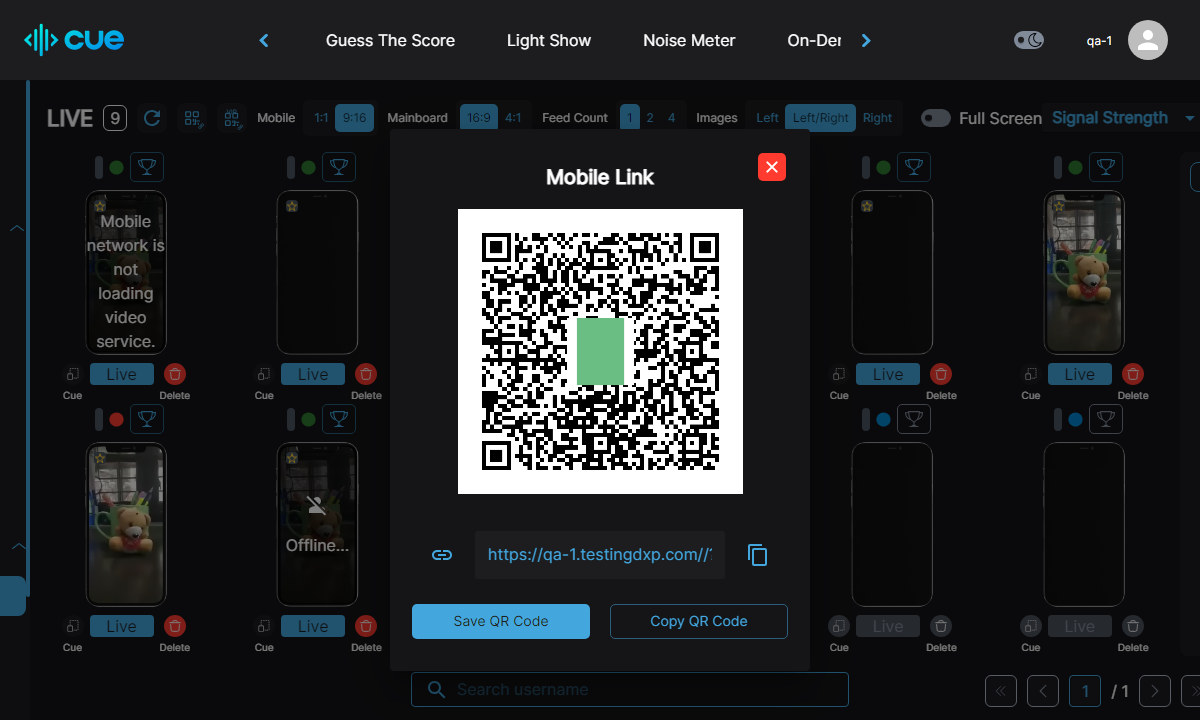 cue
Guess The Score
Light Show
Noise Meter
On-Der
qa-1
LIVE 9
Mobile 1:1 9:16
Mainboard 16:9 4:1
Feed Count 1 2 4
Images Left Left/Right Right
Full Screen
Signal Strength
Mobile Link
Mobile
network is
not
loading
video
service.
Cue Live Delete
Cue Live Delete
Cue Live Delete
Cue Live Delete
Offline...
https://qa-1.testingdxp.com//
Save QR Code
Copy QR Code
Cue Live Delete
Cue Live Delete
Cue Live Delete
Cue Live Delete
Search username
1 / 1